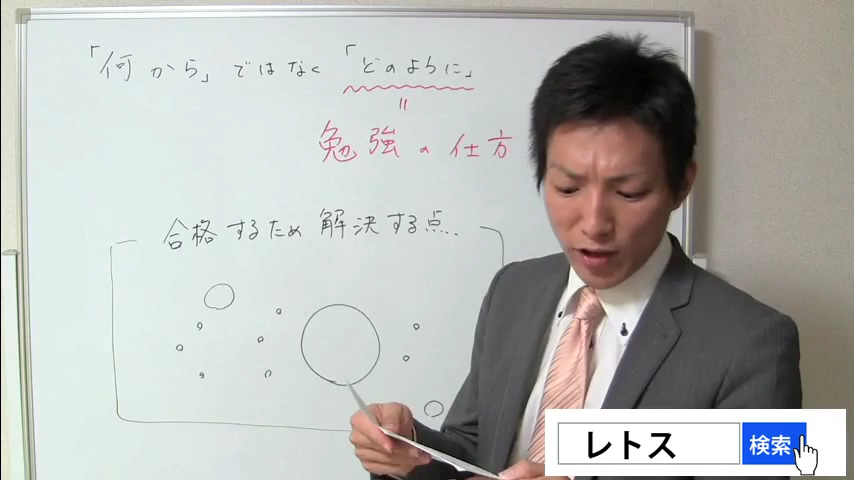 「何から」ではなく「どのように」
=
勉強の仕方
合格するため解決する点..
レトス 検索